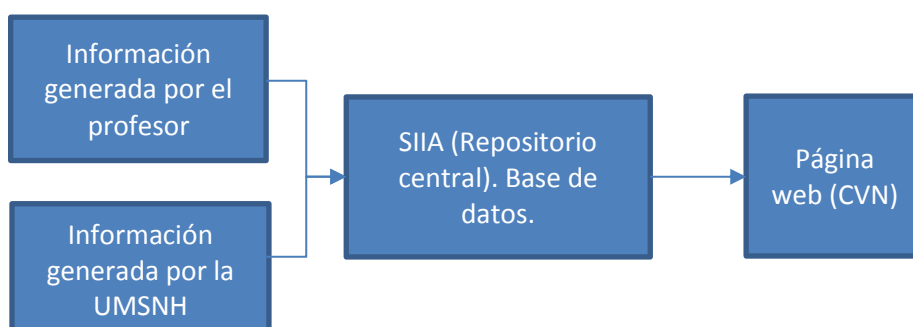 Información
generada por el
profesor
Información
generada por la
UMSNH
SIIA (Repositorio
central). Base de
datos.
Página
web (CVN)